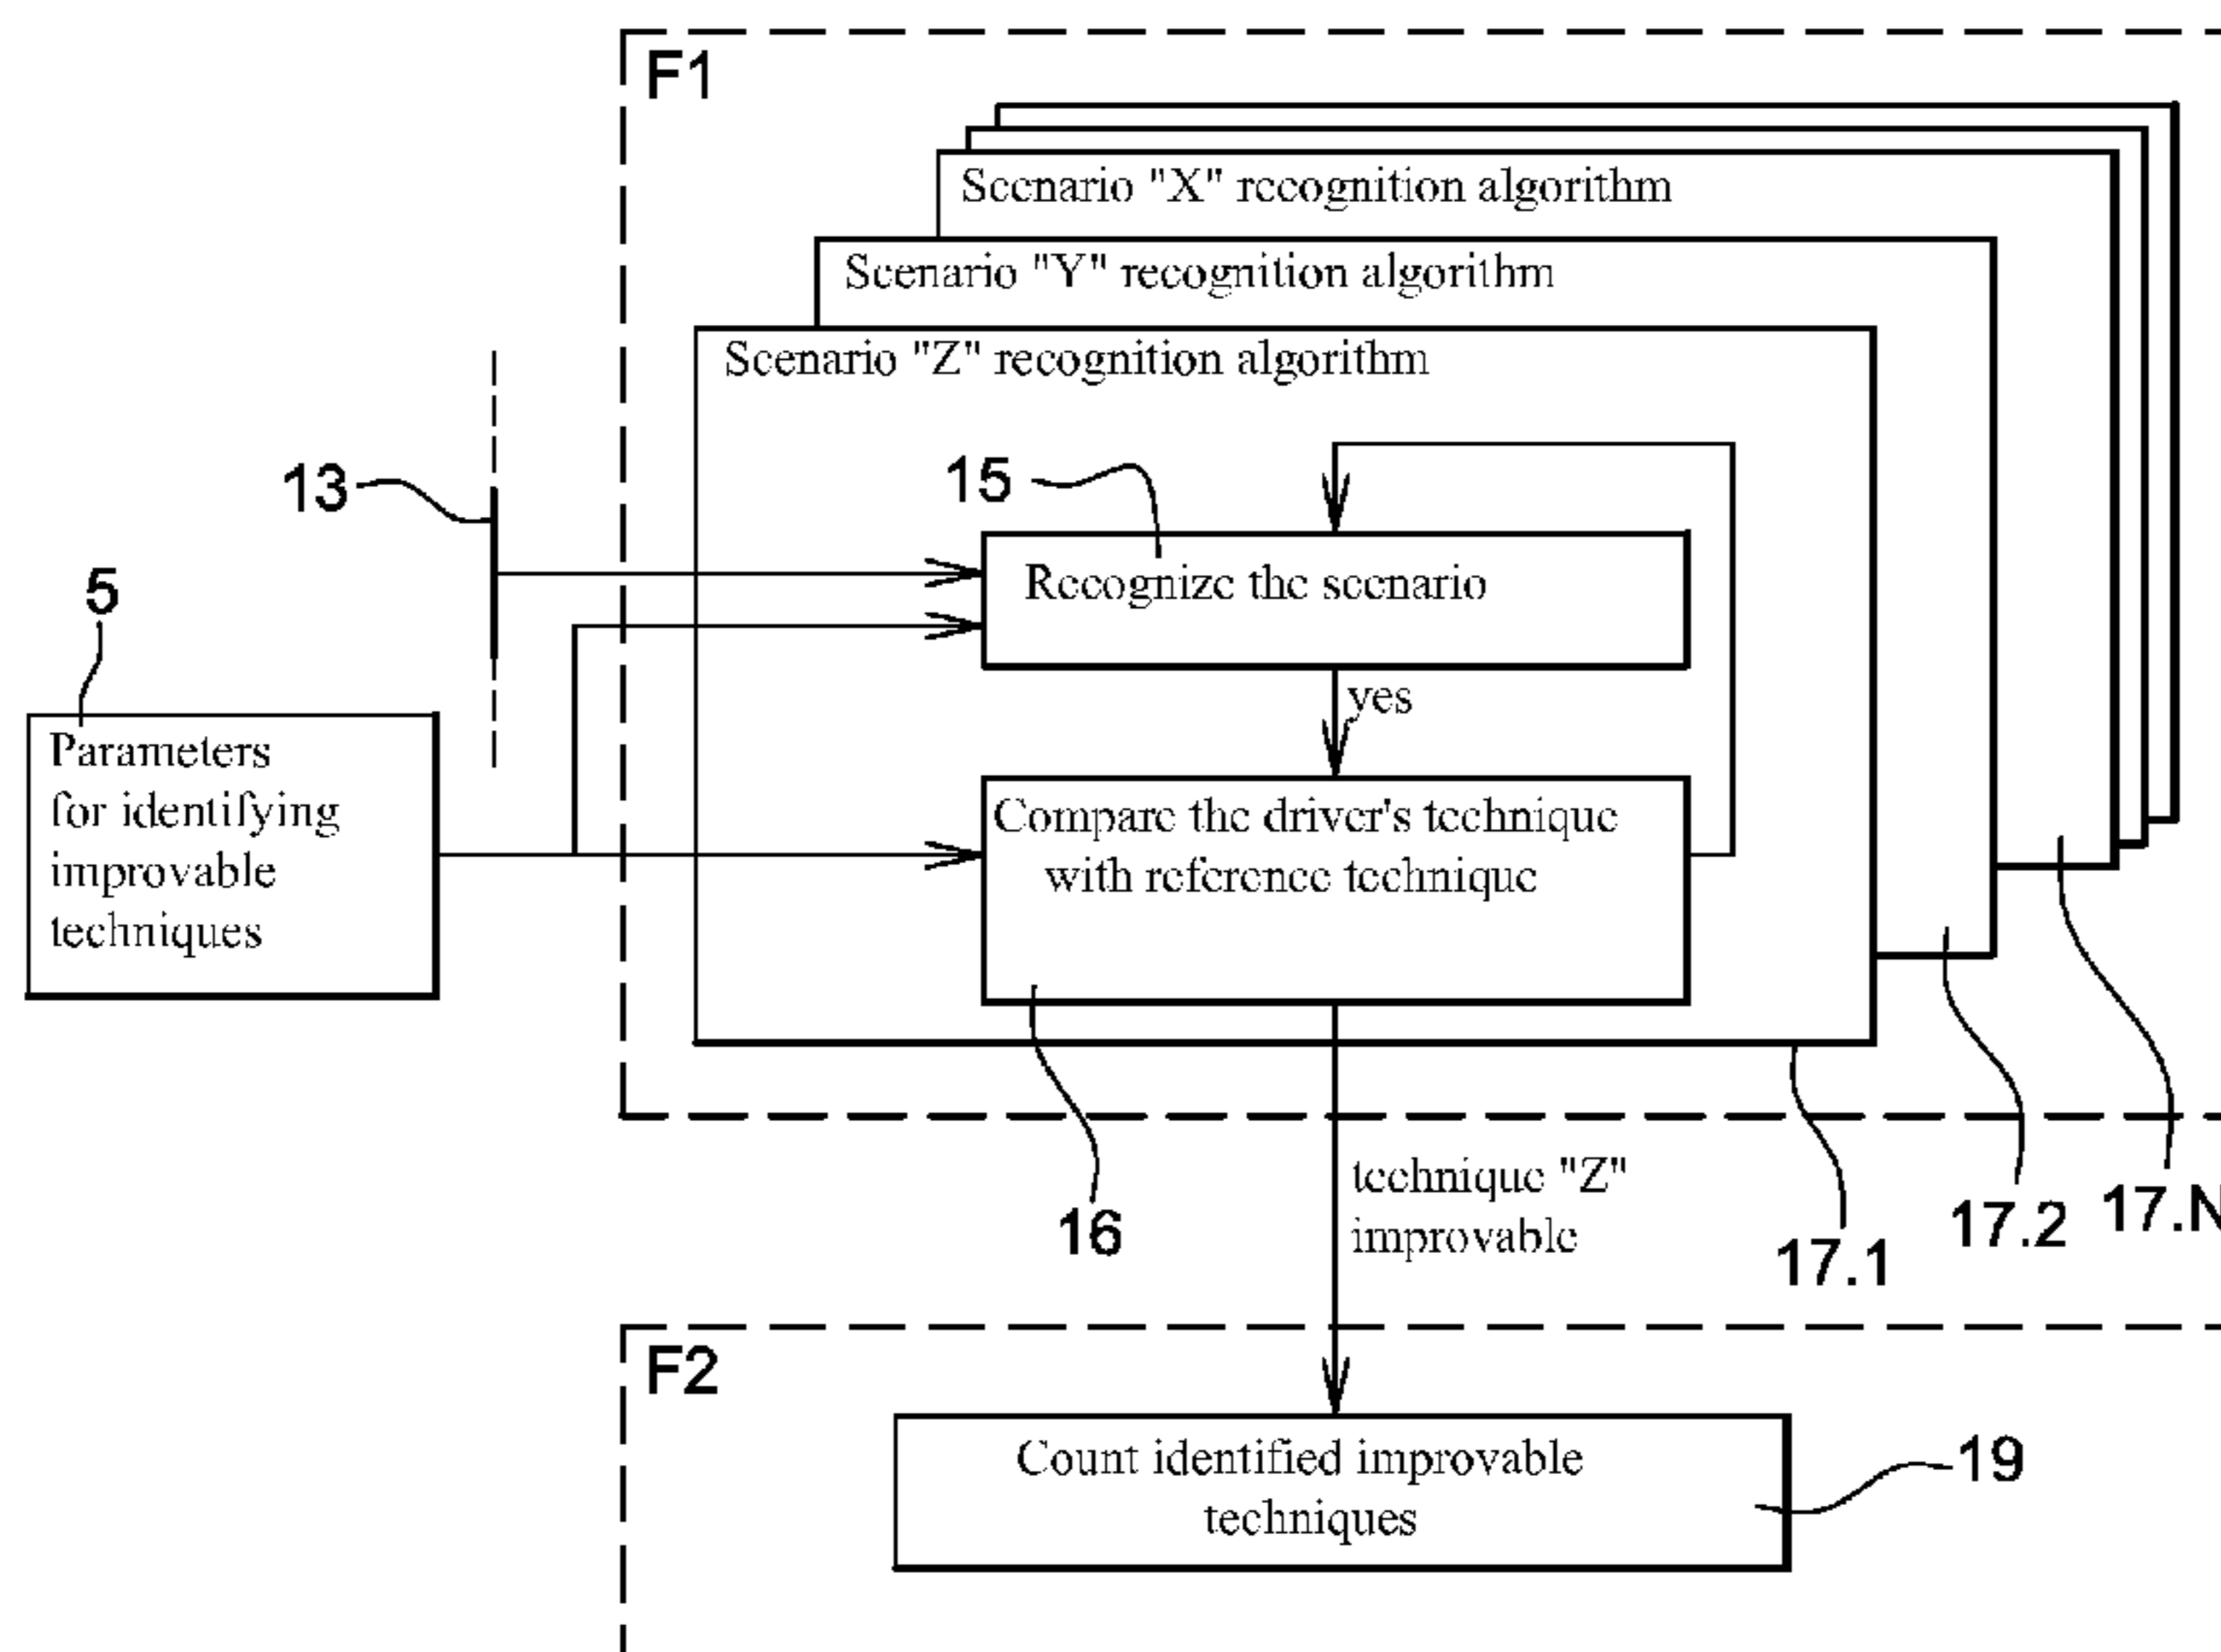 F1
Scenario "X" recognition algorithm
Scenario "Y" recognition algorithm
Scenario "Z" recognition algorithm
13
15
Recognize the scenario
5
yes
Parameters
for identifying
improvable
techniques
Compare the driver's technique
with reference technique
16
technique "Z"
improvable
17.1
17.2
17.N
F2
Count identified improvable
techniques
19